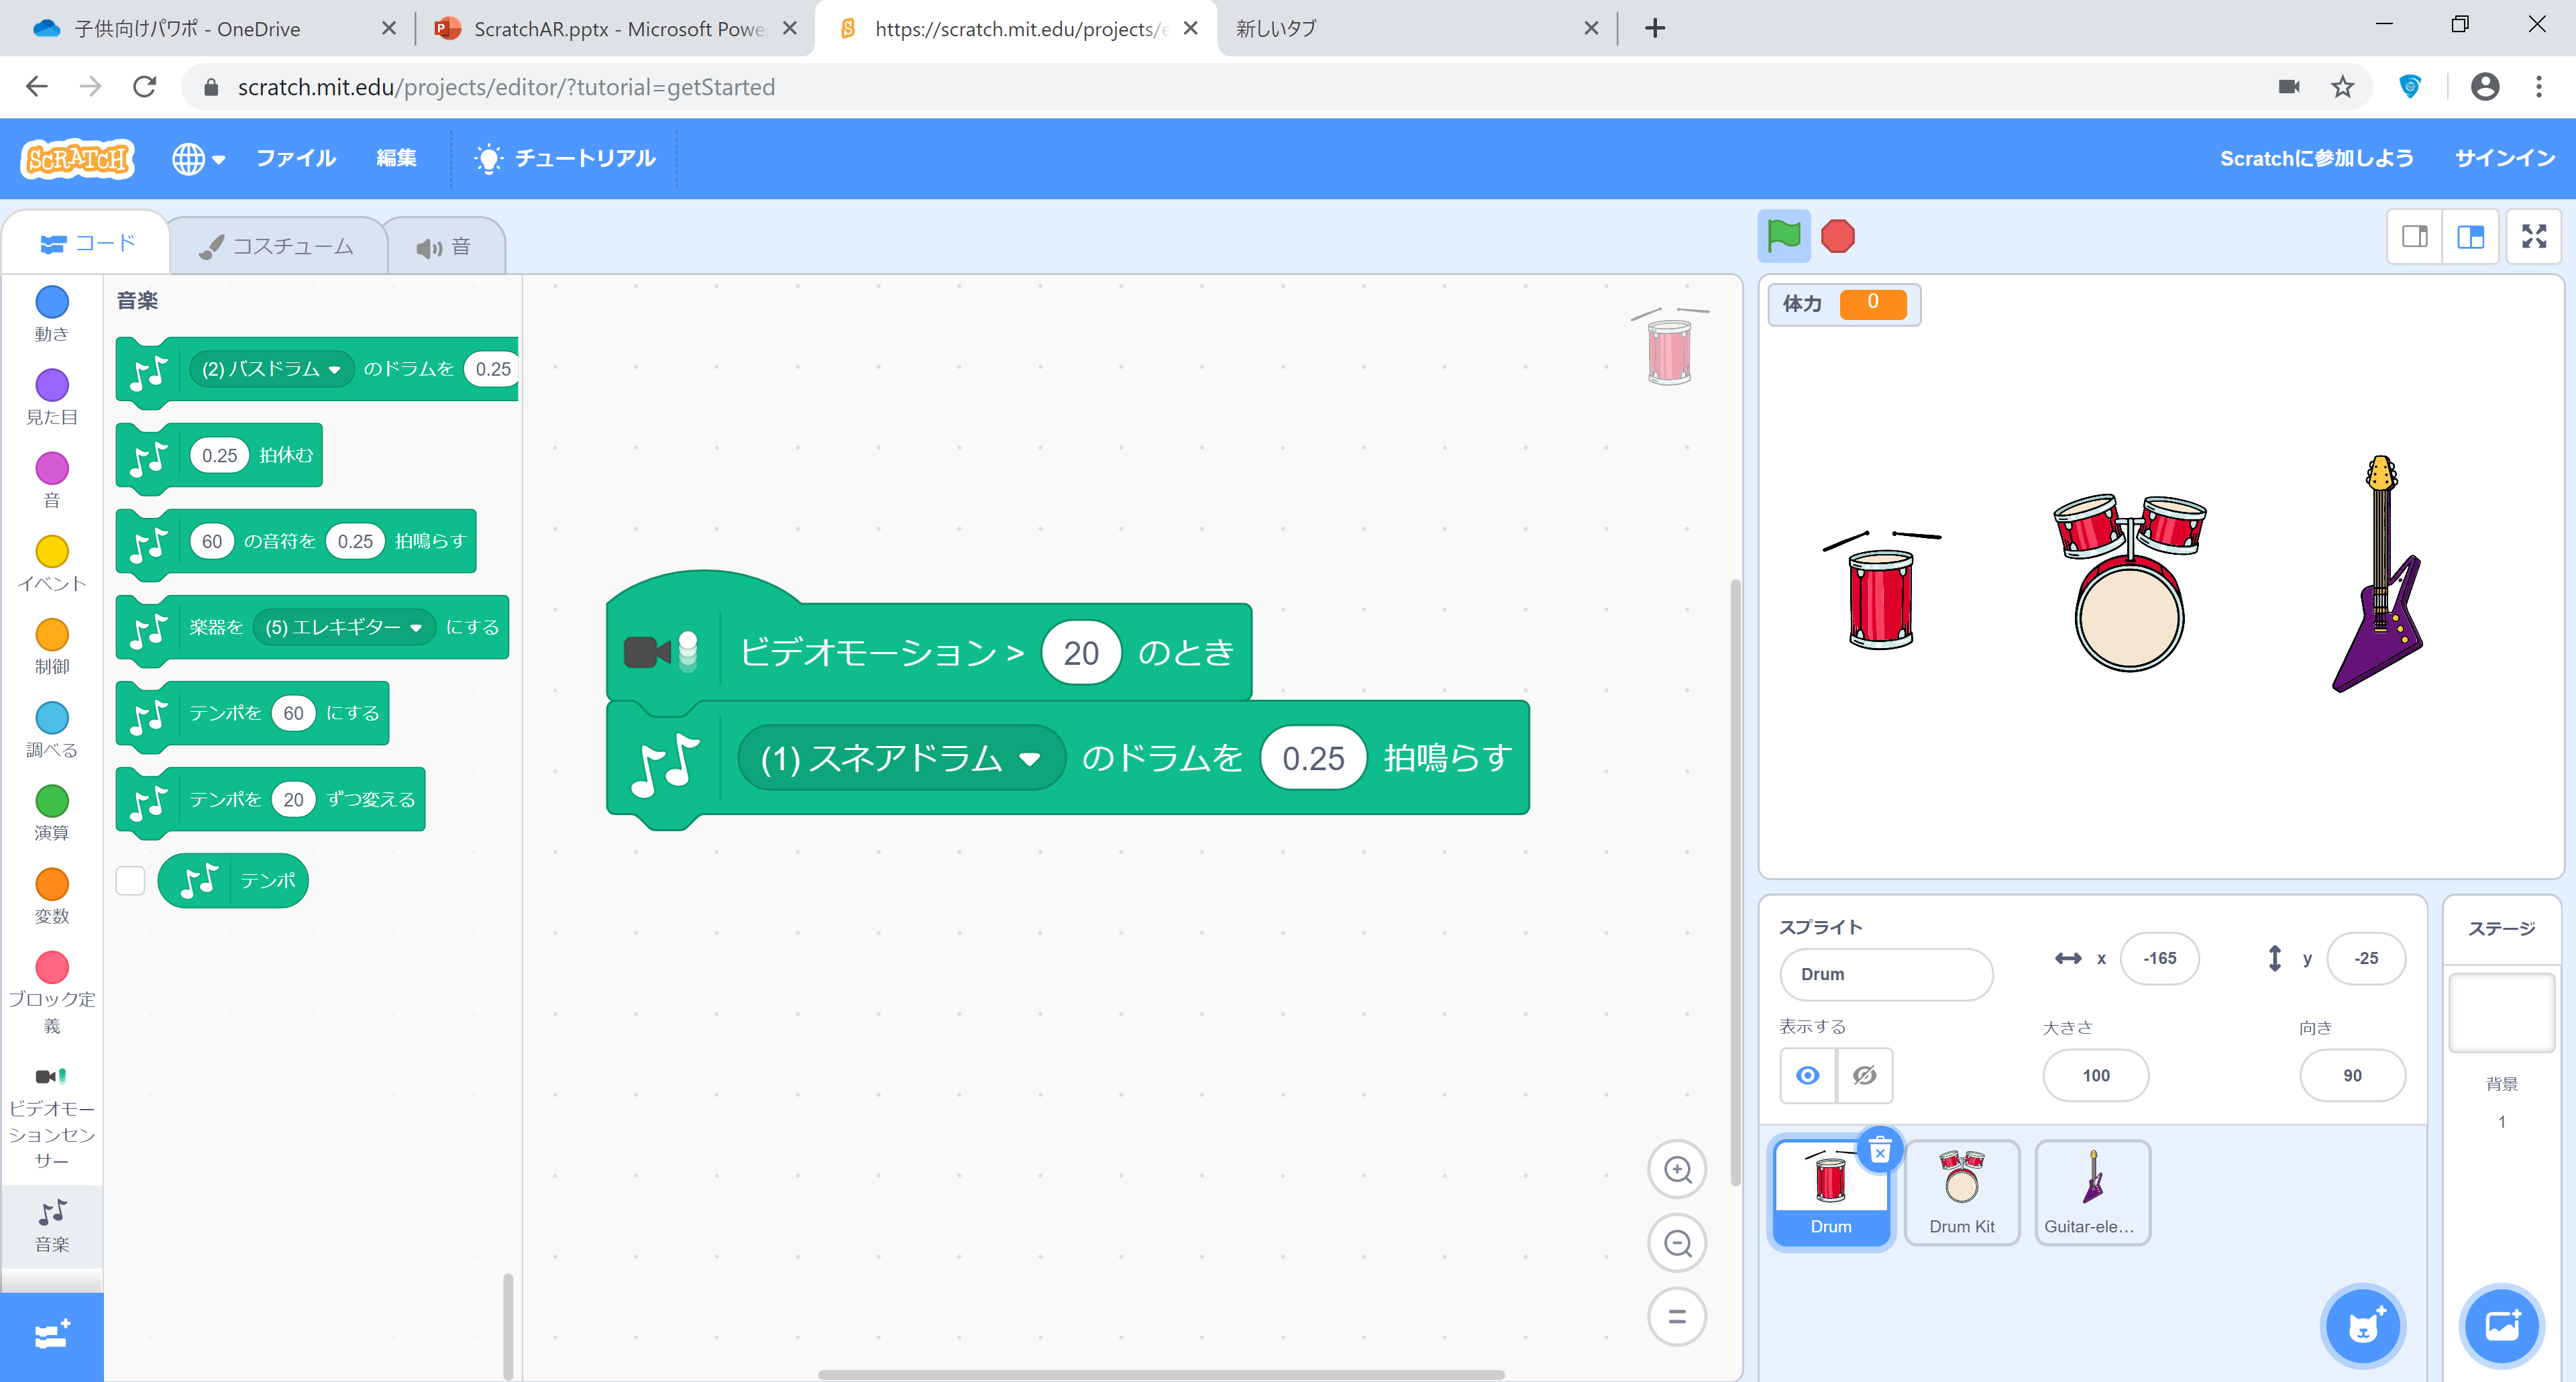 子供向けパワポ - OneDrive
ScratchAR.pptx - Microsoft Powe
https://scratch.mit.edu/projects/e
新しいタブ
scratch.mit.edu/projects/editor/?tutorial=getStarted
SCRATCH
ファイル
編集
チュートリアル
Scratchに参加しよう
サインイン
コード
コスチューム
音
動き
見た目
音
イベント
制御
調べる
演算
変数
ブロック定
義
ビデオモー
ションセン
サー
音楽
音楽
(2) バスドラム のドラムを 0.25
0.25 拍休む
60 の音符を 0.25 拍鳴らす
楽器を (5) エレキギター にする
テンポを 60 にする
テンポを 20 ずつ変える
テンポ
ビデオモーション > 20 のとき
(1) スネアドラム のドラムを 0.25 拍鳴らす
体力 0
スプライト
Drum
x -165
y -25
表示する
大きさ
向き
100
90
Drum
Drum Kit
Guitar-ele...
ステージ
背景
1